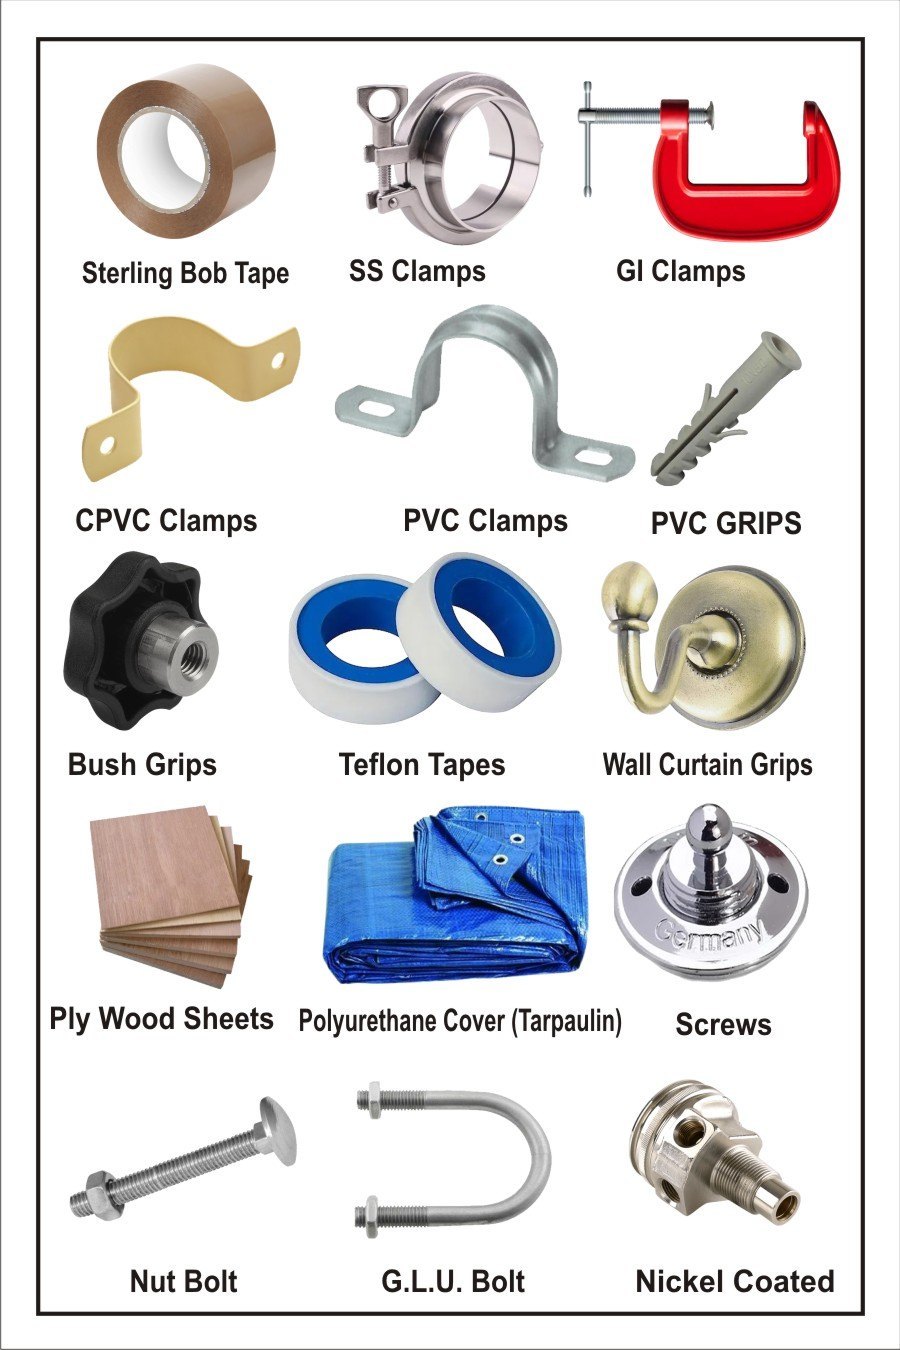 Sterling Bob Tape
SS Clamps
GI Clamps
CPVC Clamps
PVC Clamps
PVC GRIPS
Bush Grips
Teflon Tapes
Wall Curtain Grips
Germany
Ply Wood Sheets
Polyurethane Cover (Tarpaulin)
Screws
Nut Bolt
G.L.U. Bolt
Nickel Coated